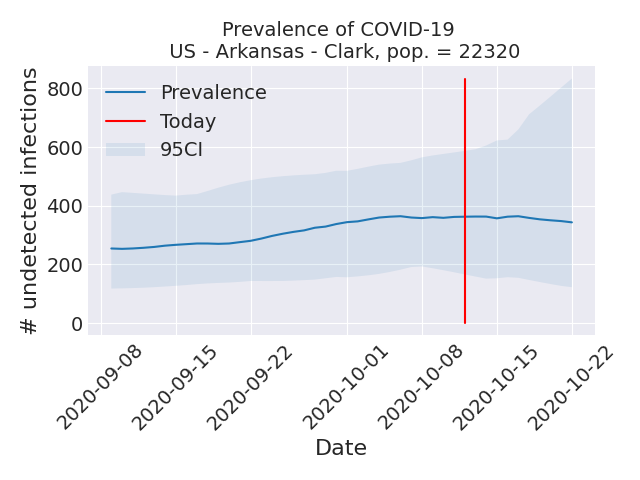 Prevalence of COVID-19
US - Arkansas - Clark, pop. = 22320
# undetected infections
800
600
400
200
0
Prevalence
Today
95CI
2020-09-08
2020-09-15
2020-09-22
2020-10-01
2020-10-08
2020-10-15
2020-10-22
Date